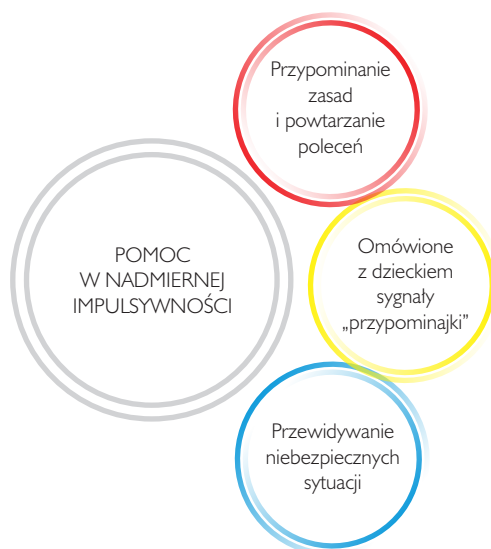 Przypominanie
zasad
i powtarzanie
poleceń
POMOC
W NADMIERNEJ
IMPULSYWNOŚCI
Omówione
z dzieckiem
sygnały
„przypominajki”
Przewidywanie
niebezpiecznych
sytuacji